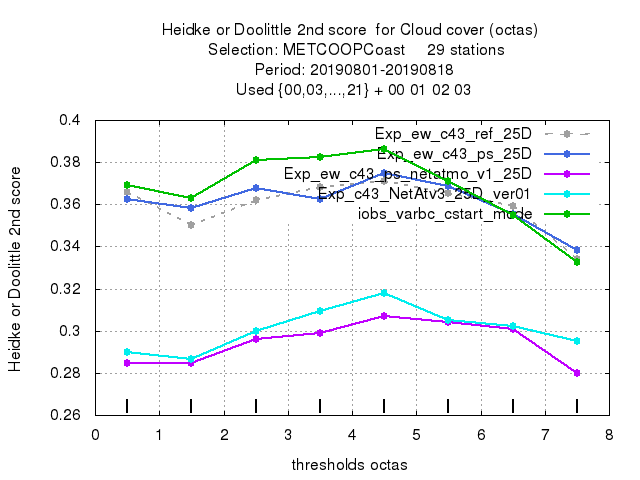 Heidke or Doolittle 2nd score  for Cloud cover (octas)
Selection: METCOOPCoast     29 stations
Period: 20190801-20190818
Used {00,03,...,21} + 00 01 02 03
Exp_ew_c43_ref_25D
Exp_ew_c43_ps_25D
Exp_ew_c43_ps_netatmo_v1_25D
Exp_c43_NetAtv3_25D_ver01
iobs_varbc_cstart_mode
Heidke or Doolittle 2nd score
0.4
0.38
0.36
0.34
0.32
0.3
0.28
0.26
0 1 2 3 4 5 6 7 8
thresholds octas